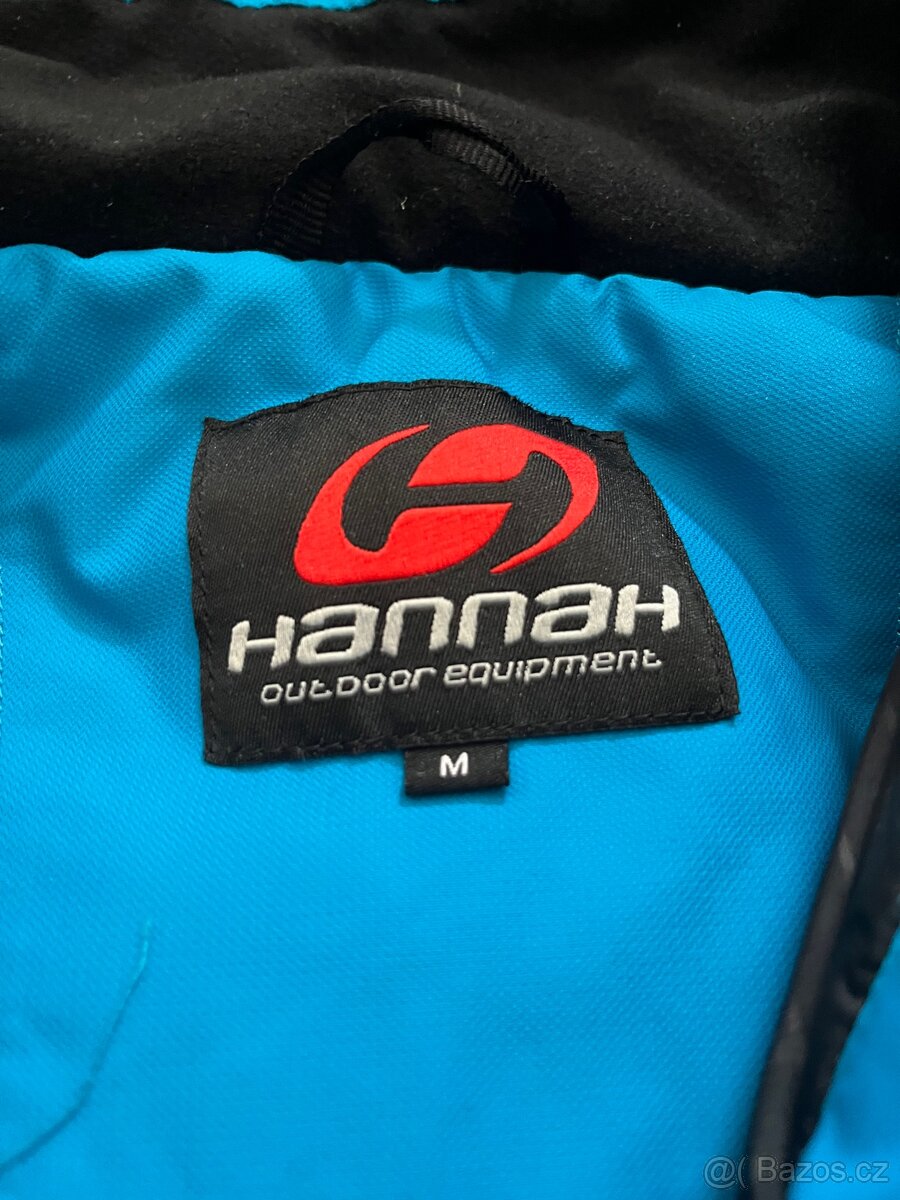 Hannah
outdoor equipment
M
@( Bazos.cz